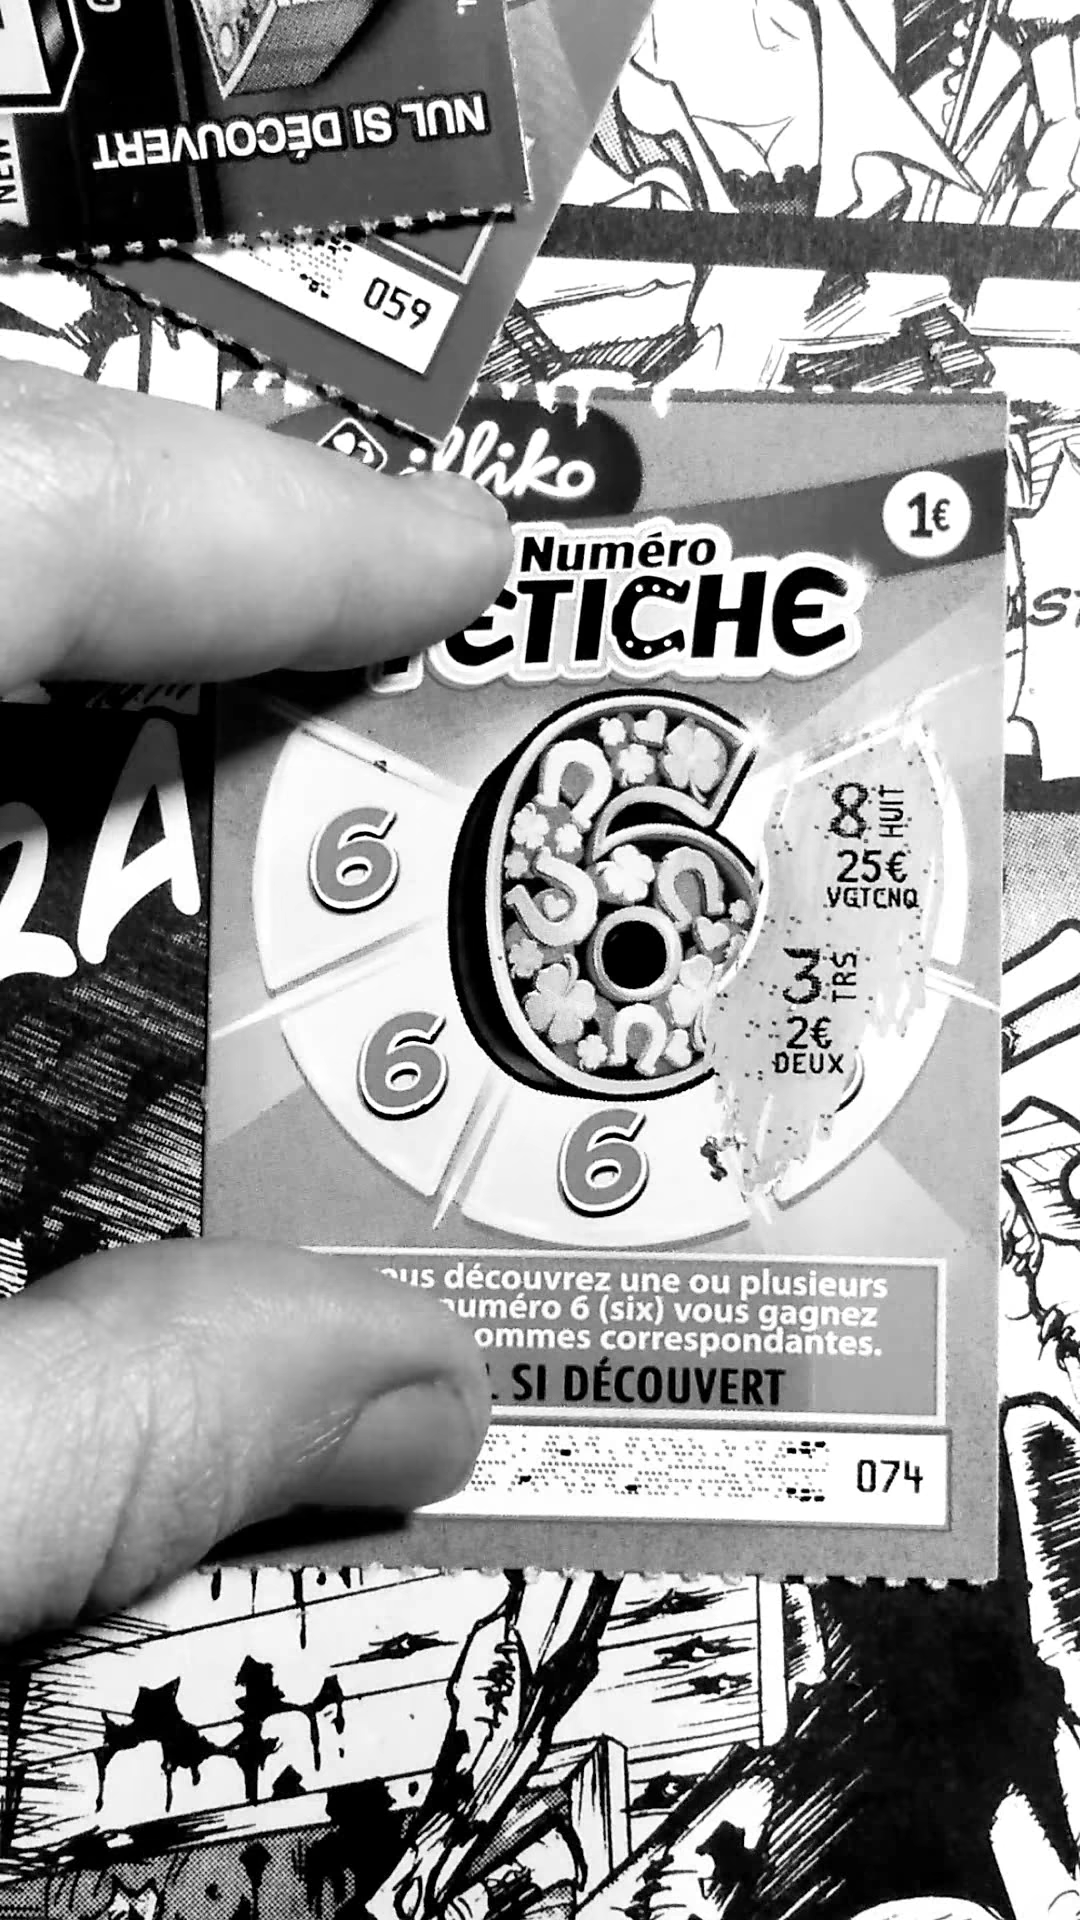 NUL SI DÉCOUVERT
059
illiko
1€
Numéro
FETICHE
8 HUIT
25€
VGTCNQ
3 TRS
2€
DEUX
6
6
6
6
ous découvrez une ou plusieurs
numéro 6 (six) vous gagnez
ommes correspondantes.
SI DÉCOUVERT
074